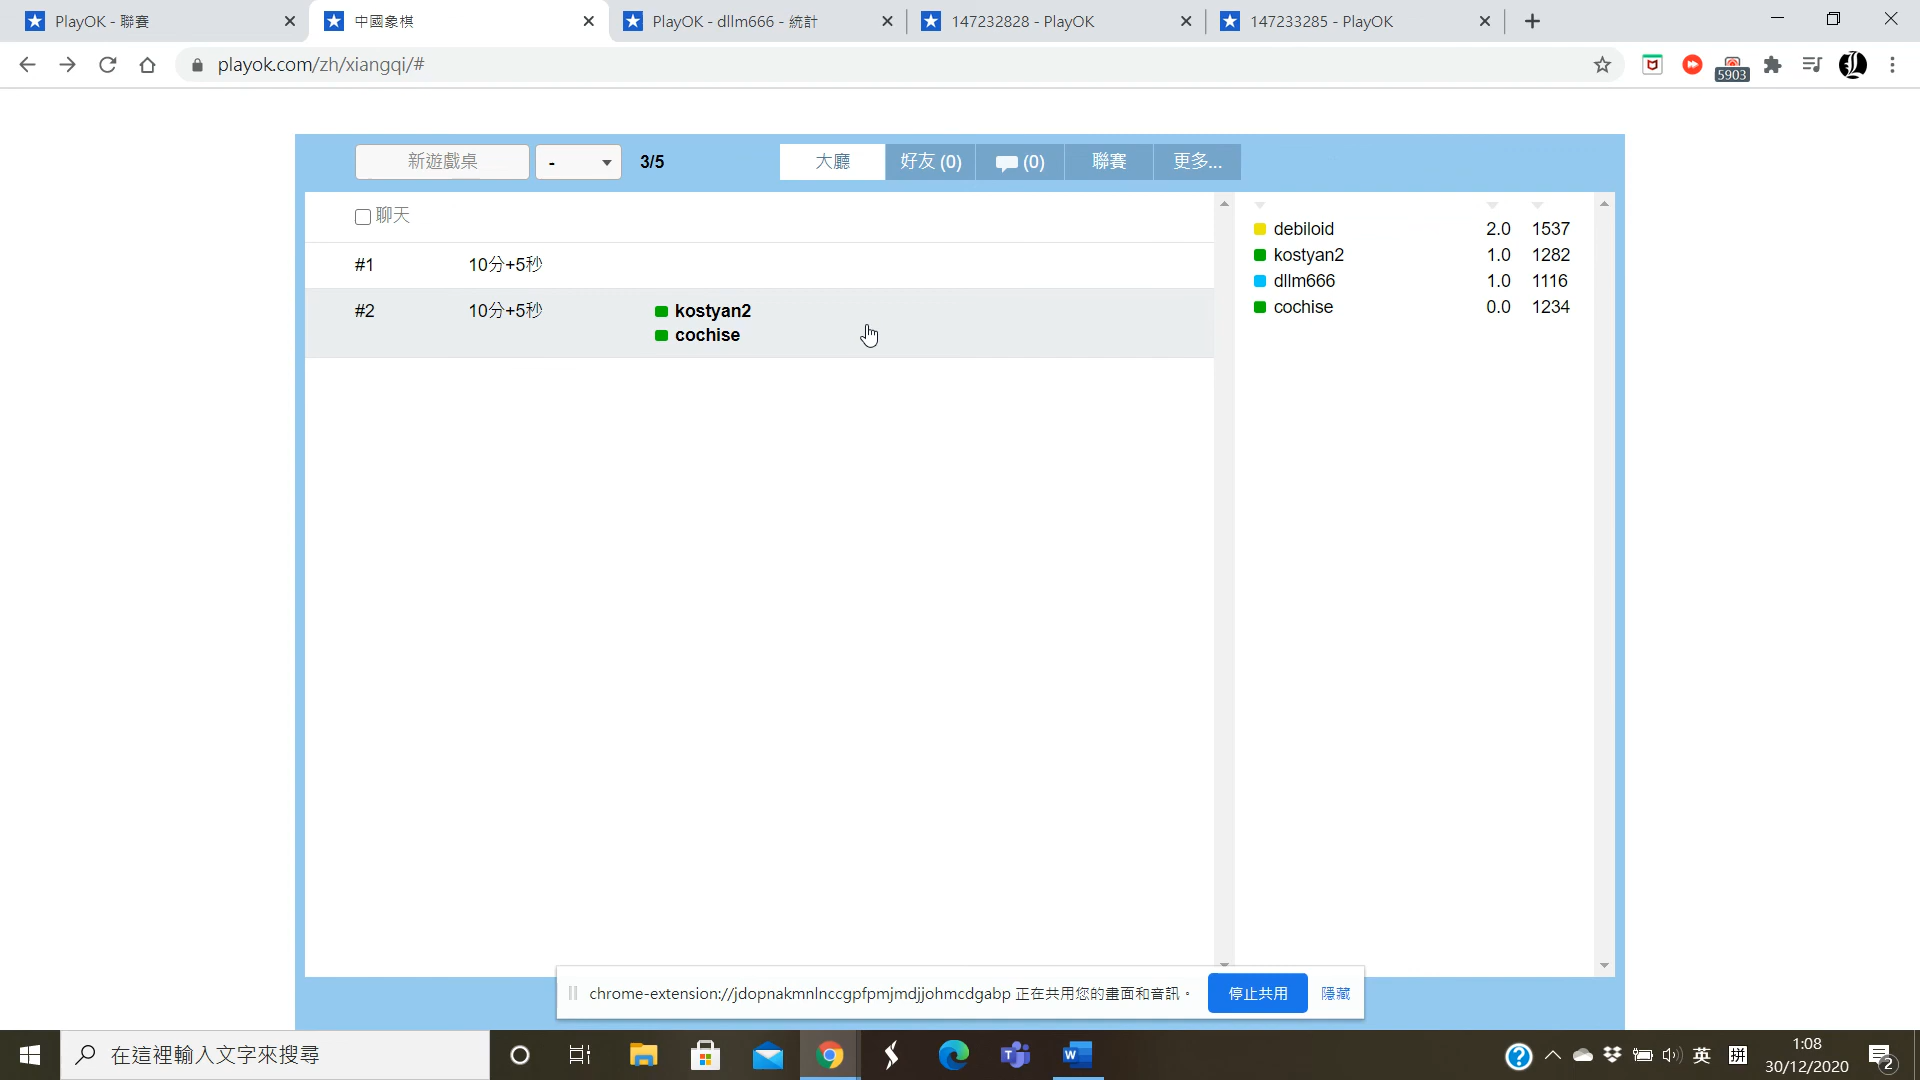 PlayOK - 聯賽
中國象棋
PlayOK - dllm666 - 統計
147232828 - PlayOK
147233285 - PlayOK
playok.com/zh/xiangqi/#
5903
新遊戲桌
-
3/5
大廳
好友 (0)
(0)
聯賽
更多...
聊天
#1 10分+5秒
#2 10分+5秒 kostyan2
cochise
debiloid 2.0 1537
kostyan2 1.0 1282
dllm666 1.0 1116
cochise 0.0 1234
chrome-extension://jdopnakmnlnccgpfpmjmdjjohmcdgabp 正在共用您的畫面和音訊。
停止共用
隱藏
在這裡輸入文字來搜尋
英
拼
1:08
30/12/2020
2